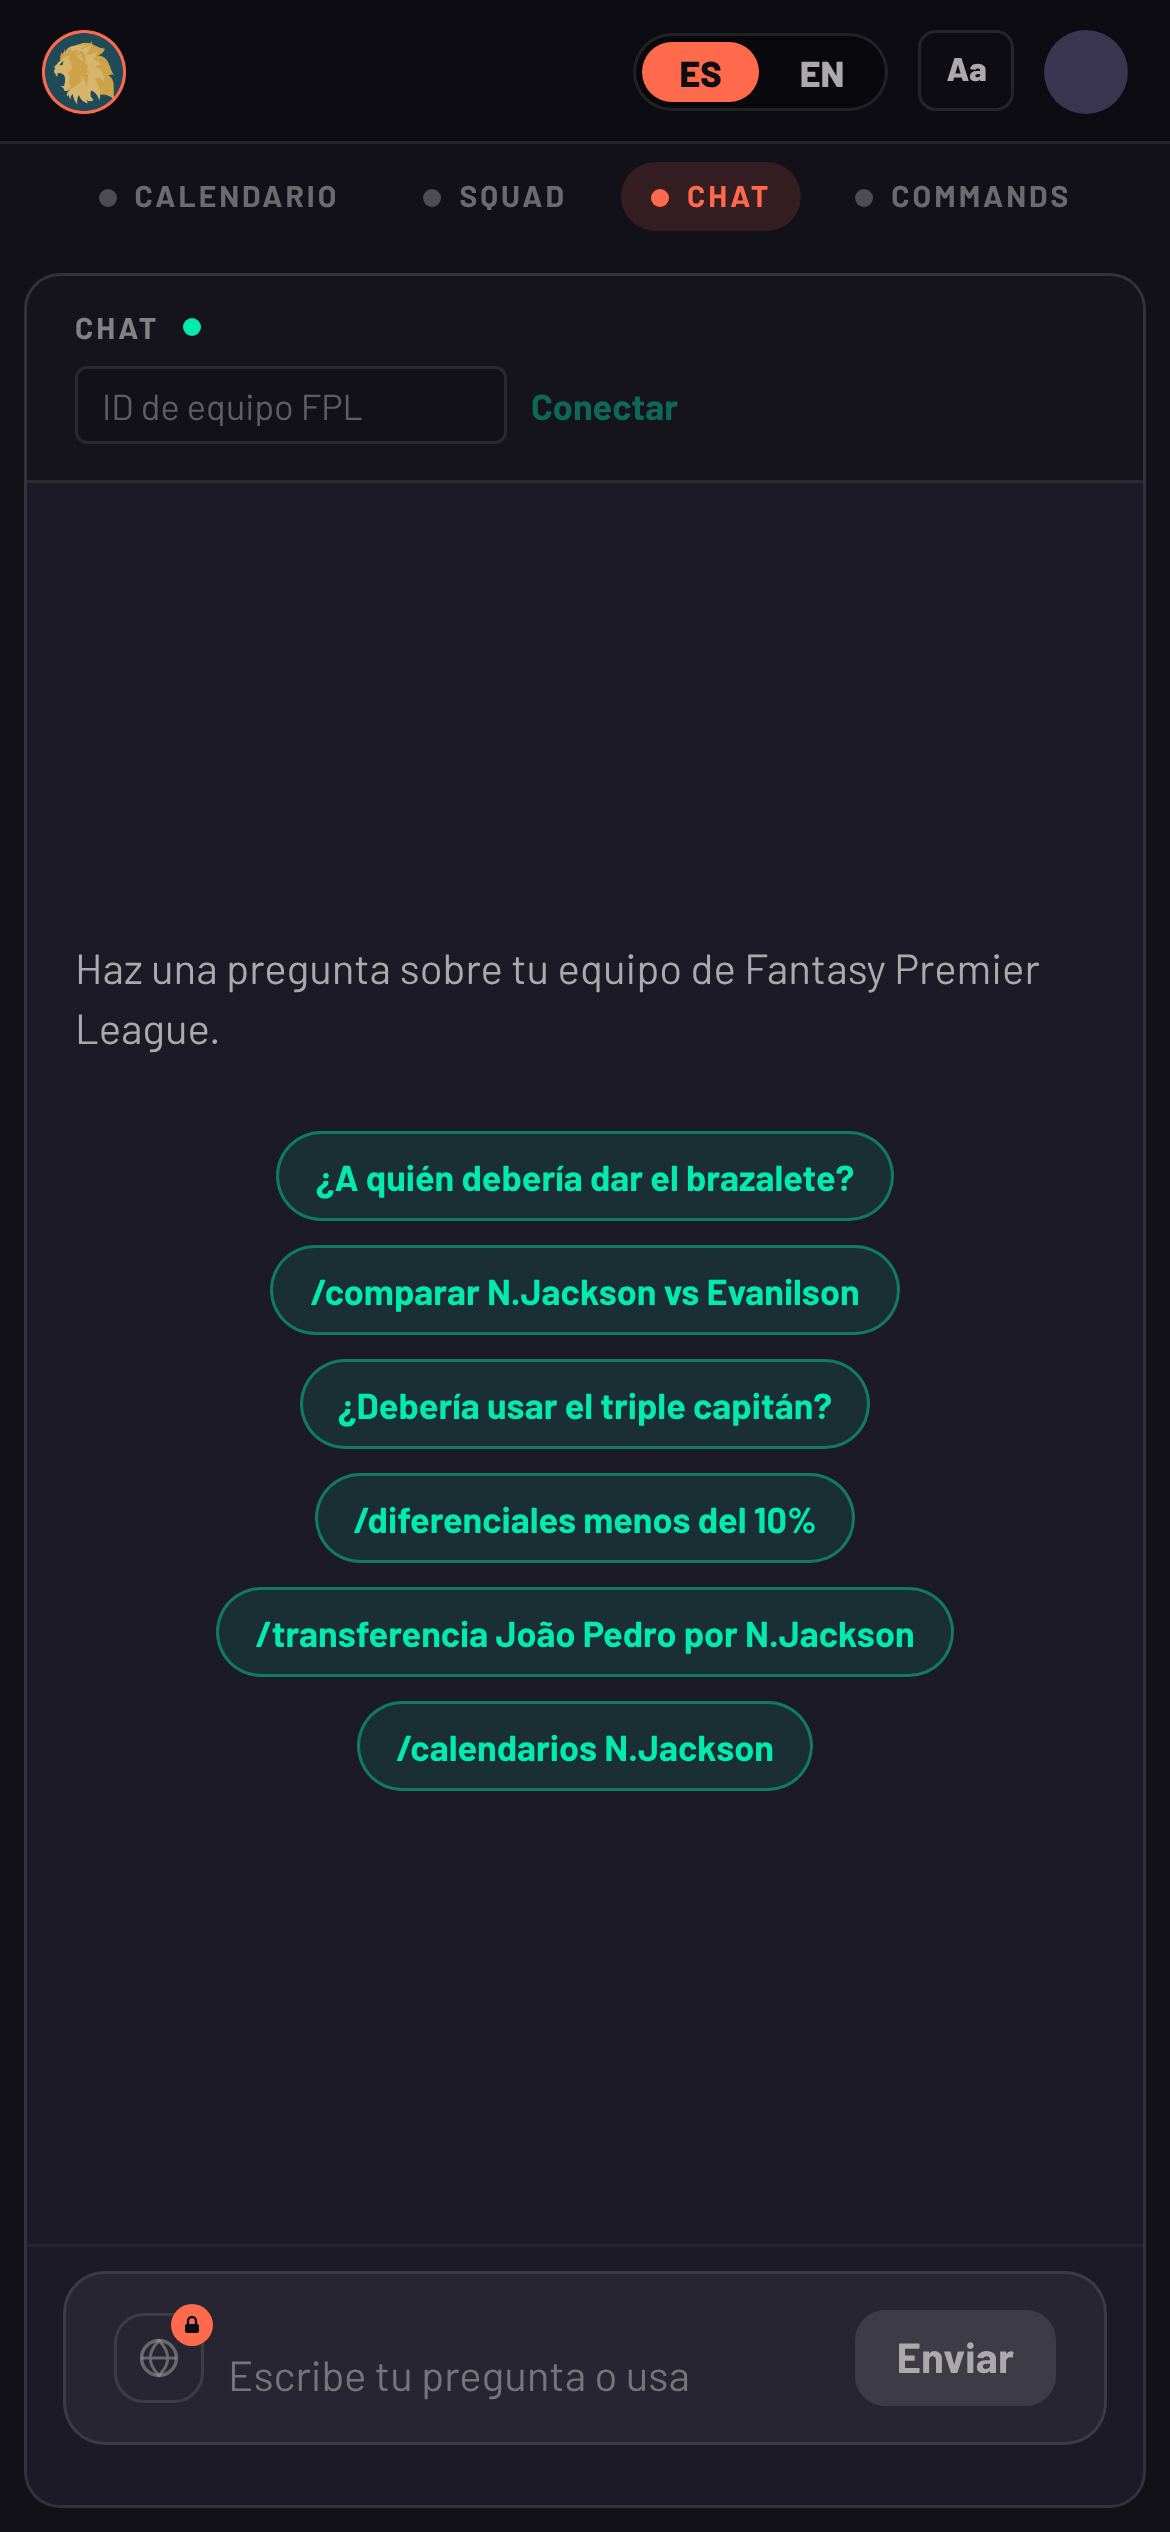 ES EN Aa
CALENDARIO SQUAD CHAT COMMANDS
CHAT
ID de equipo FPL Conectar
Haz una pregunta sobre tu equipo de Fantasy Premier
League.
¿A quién debería dar el brazalete?
/comparar N.Jackson vs Evanilson
¿Debería usar el triple capitán?
/diferenciales menos del 10%
/transferencia João Pedro por N.Jackson
/calendarios N.Jackson
Escribe tu pregunta o usa Enviar